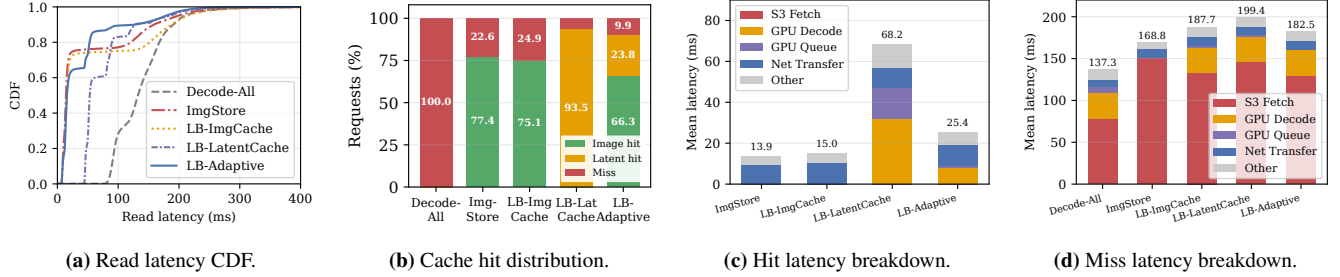 1.0
0.8
0.6
0.4
0.2
0.0
CDF
0 100 200 300 400
Read latency (ms)
Decode-All
ImgStore
LB-ImgCache
LB-LatentCache
LB-Adaptive
(a) Read latency CDF.
100
75
50
25
0
Requests (%)
100.0
22.6
77.4
24.9
75.1
93.5
9.9
23.8
66.3
Image hit
Latent hit
Miss
Decode-All
Img-Store
LB-Img Cache
LB-Lat Cache
LB-Adaptive
(b) Cache hit distribution.
80
60
40
20
0
Mean latency (ms)
S3 Fetch
GPU Decode
GPU Queue
Net Transfer
Other
13.9
15.0
68.2
25.4
ImgStore
LB-ImgCache
LB-LatentCache
LB-Adaptive
(c) Hit latency breakdown.
200
150
100
50
0
Mean latency (ms)
137.3
168.8
187.7
199.4
182.5
S3 Fetch
GPU Decode
GPU Queue
Net Transfer
Other
Decode-All
ImgStore
LB-ImgCache
LB-LatentCache
LB-Adaptive
(d) Miss latency breakdown.